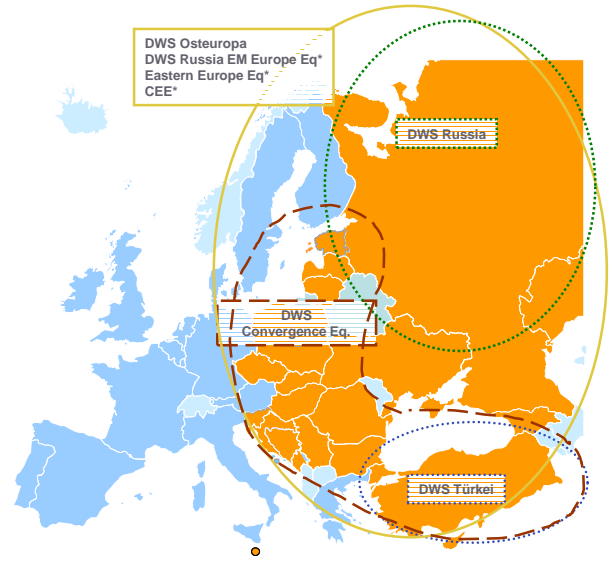 DWS Osteuropa
DWS Russia EM Europe Eq*
Eastern Europe Eq*
CEE*
DWS Russia
DWS
Convergence Eq.
DWS Türkei